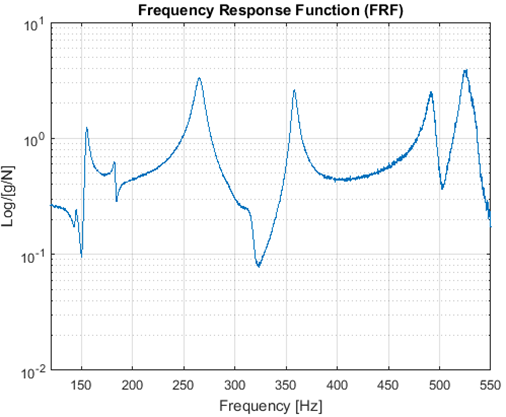 Frequency Response Function (FRF)
10^1
10^0
10^-1
10^-2
Log/[g/N]
150 200 250 300 350 400 450 500 550
Frequency [Hz]